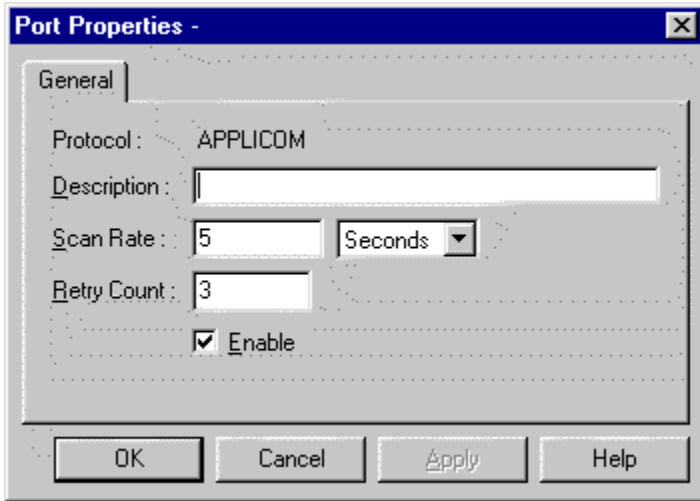 Port Properties -
General
Protocol : APPLICOM
Description :
Scan Rate : 5 Seconds
Retry Count : 3
Enable
OK Cancel Apply Help